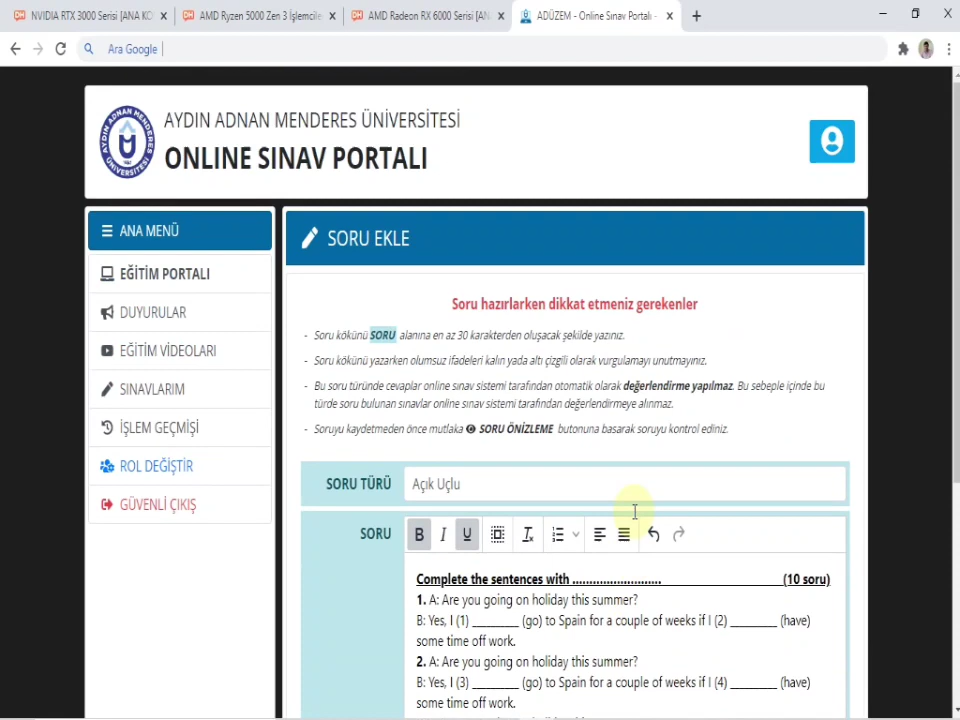 NVIDIA RTX 3000 Serisi [ANA KO
AMD Ryzen 5000 Zen 3 İşlemcile
AMD Radeon RX 6000 Serisi [AN
ADÜZEM - Online Sınav Portalı -
Ara Google
AYDIN ADNAN MENDERES ÜNİVERSİTESİ
ONLINE SINAV PORTALI
ANA MENÜ
EĞİTİM PORTALI
DUYURULAR
EĞİTİM VİDEOLARI
SINAVLARIM
İŞLEM GEÇMİŞİ
ROL DEĞİŞTİR
GÜVENLİ ÇIKIŞ
SORU EKLE
Soru hazırlarken dikkat etmeniz gerekenler
- Soru kökünü SORU alanına en az 30 karakterden oluşacak şekilde yazınız.
- Soru kökünü yazarken olumsuz ifadeleri kalın yada altı çizgili olarak vurgulamayı unutmayınız.
- Bu soru türünde cevaplar online sınav sistemi tarafından otomatik olarak değerlendirme yapılmaz. Bu sebeple içinde bu
türde soru bulunan sınavlar online sınav sistemi tarafından değerlendirmeye alınmaz.
- Soruyu kaydetmeden önce mutlaka SORU ÖNİZLEME butonuna basarak soruyu kontrol ediniz.
SORU TÜRÜ
Açık Uçlu
SORU
B I U
Complete the sentences with .......................... (10 soru)
1. A: Are you going on holiday this summer?
B: Yes, I (1) ________ (go) to Spain for a couple of weeks if I (2) ________ (have)
some time off work.
2. A: Are you going on holiday this summer?
B: Yes, I (3) ________ (go) to Spain for a couple of weeks if I (4) ________ (have)
some time off work.